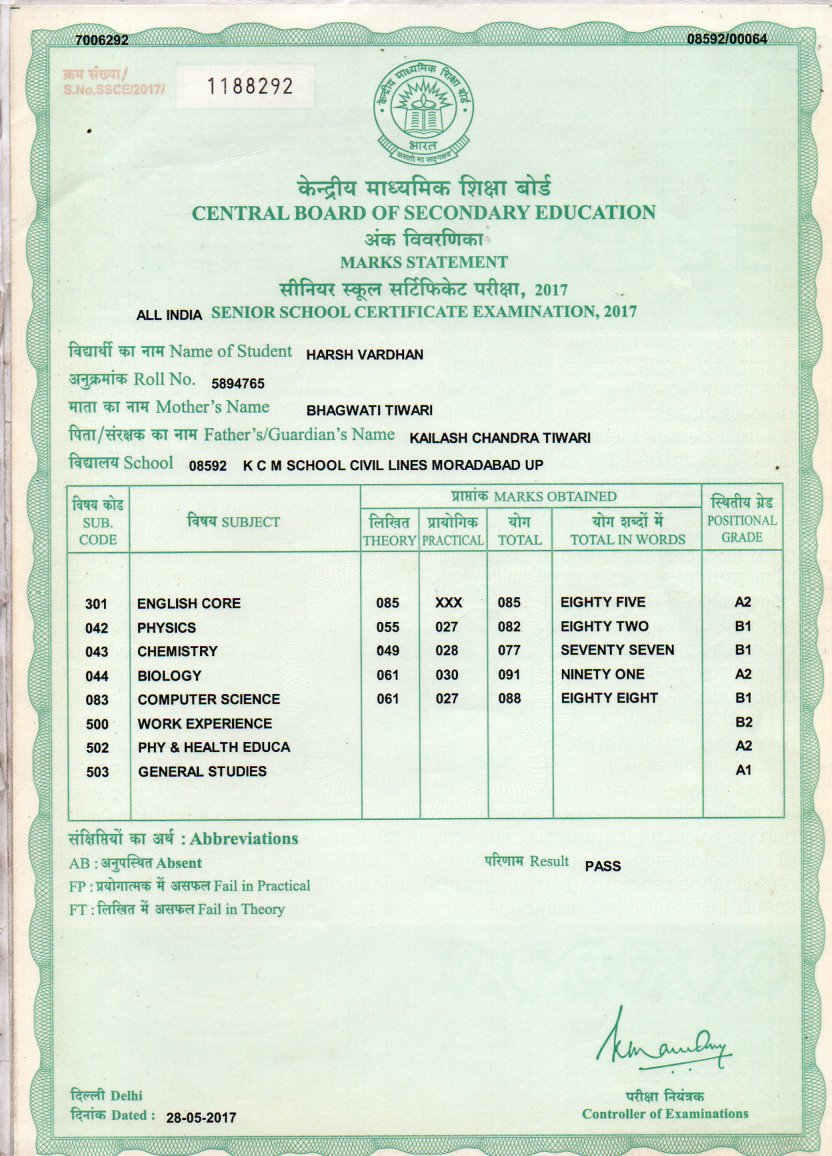 7006292 08592/00064
क्रम संख्या/
S.No.SSCE/2017/ 1188292
केन्द्रीय माध्यमिक शिक्षा बोर्ड
भारत
असतो मा सद्गमय
केन्द्रीय माध्यमिक शिक्षा बोर्ड
CENTRAL BOARD OF SECONDARY EDUCATION
अंक विवरणिका
MARKS STATEMENT
सीनियर स्कूल सर्टिफिकेट परीक्षा, 2017
ALL INDIA SENIOR SCHOOL CERTIFICATE EXAMINATION, 2017
विद्यार्थी का नाम Name of Student HARSH VARDHAN
अनुक्रमांक Roll No. 5894765
माता का नाम Mother's Name BHAGWATI TIWARI
पिता/संरक्षक का नाम Father's/Guardian's Name KAILASH CHANDRA TIWARI
विद्यालय School 08592 K C M SCHOOL CIVIL LINES MORADABAD UP
विषय कोड SUB. CODE
विषय SUBJECT
प्राप्तांक MARKS OBTAINED
लिखित THEORY
प्रायोगिक PRACTICAL
योग TOTAL
योग शब्दों में TOTAL IN WORDS
स्थितीय ग्रेड POSITIONAL GRADE
301 ENGLISH CORE 085 XXX 085 EIGHTY FIVE A2
042 PHYSICS 055 027 082 EIGHTY TWO B1
043 CHEMISTRY 049 028 077 SEVENTY SEVEN B1
044 BIOLOGY 061 030 091 NINETY ONE A2
083 COMPUTER SCIENCE 061 027 088 EIGHTY EIGHT B1
500 WORK EXPERIENCE B2
502 PHY & HEALTH EDUCA A2
503 GENERAL STUDIES A1
संक्षिप्तियों का अर्थ : Abbreviations
AB : अनुपस्थित Absent परिणाम Result PASS
FP : प्रयोगात्मक में असफल Fail in Practical
FT : लिखित में असफल Fail in Theory
दिल्ली Delhi परीक्षा नियंत्रक
दिनांक Dated : 28-05-2017 Controller of Examinations